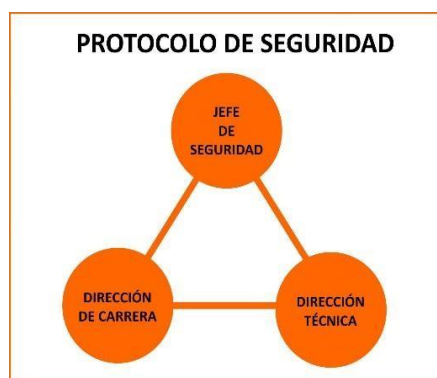 PROTOCOLO DE SEGURIDAD
JEFE
DE
SEGURIDAD
DIRECCIÓN
DE CARRERA
DIRECCIÓN
TÉCNICA